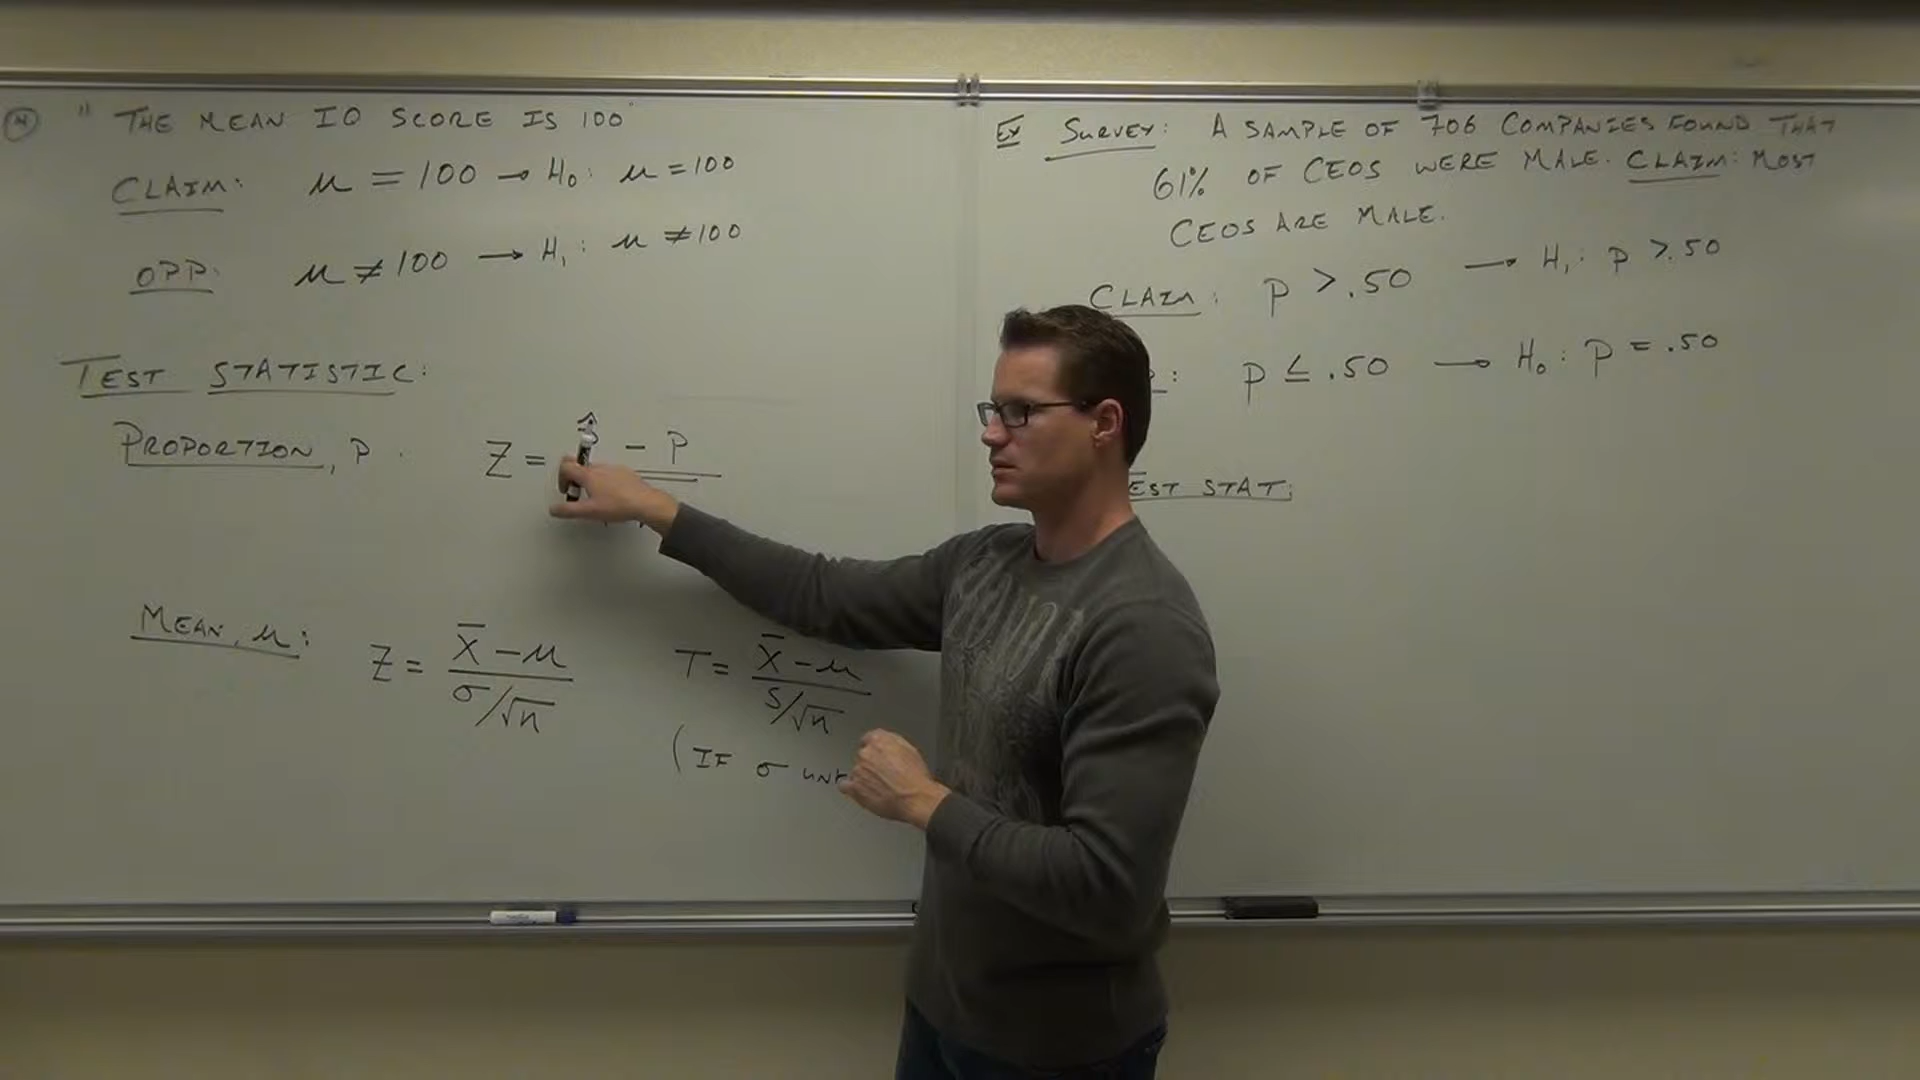 ④ "THE MEAN IQ SCORE IS 100"
CLAIM: μ = 100 → H₀: μ = 100
OPP: μ ≠ 100 → H₁: μ ≠ 100
TEST STATISTIC:
PROPORTION, P. Z = p̂ - P
MEAN, μ: Z = (x̄ - μ)/(σ/√n) T = (x̄ - μ)/(s/√n)
(IF σ
EX SURVEY: A SAMPLE OF 706 COMPANIES FOUND THAT
61% OF CEOS WERE MALE. CLAIM: MOST
CEOS ARE MALE.
CLAIM: P > .50 → H₁: P > .50
: P ≤ .50 → H₀: P = .50
EST STAT: